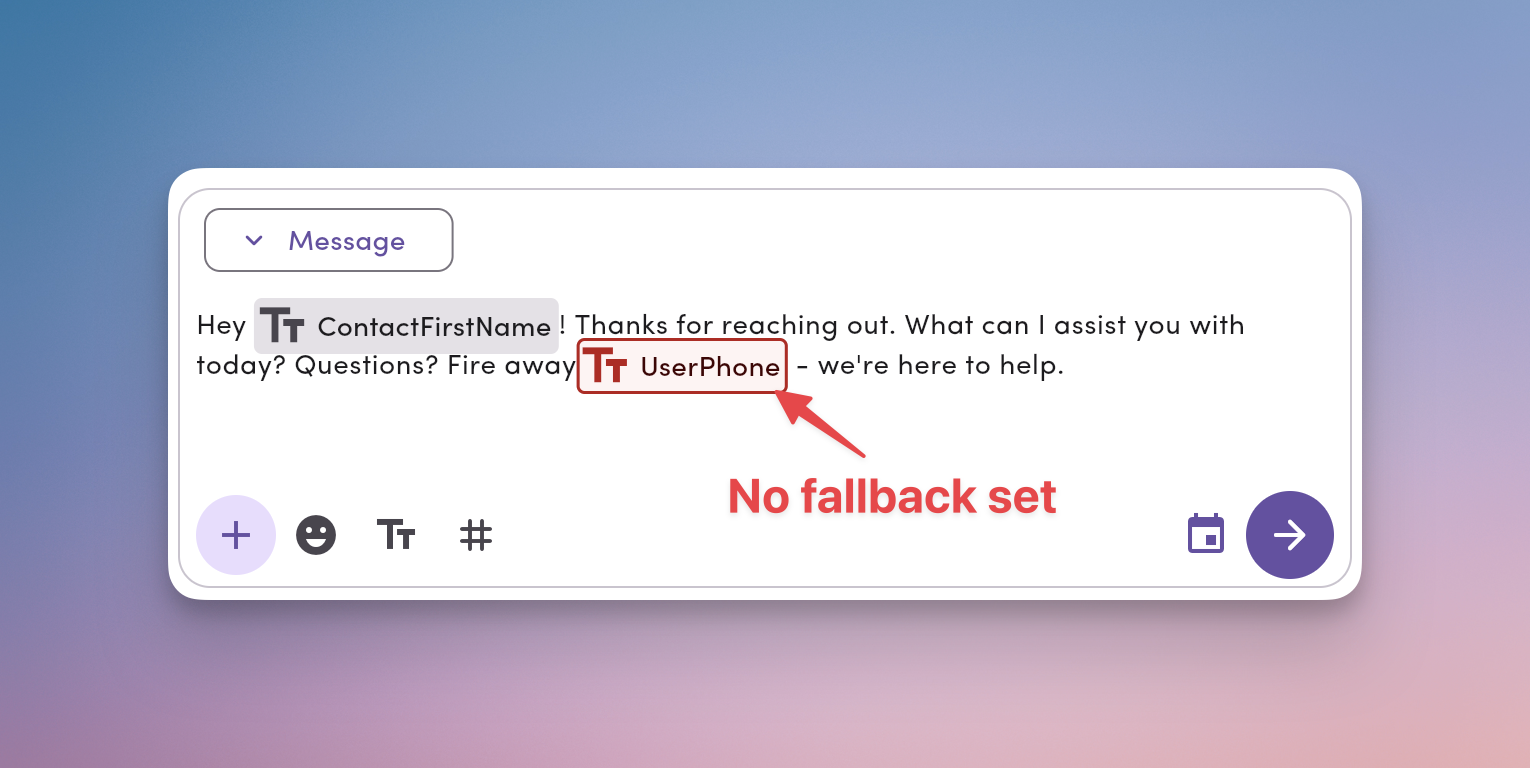 Message
Hey ContactFirstName! Thanks for reaching out. What can I assist you with
today? Questions? Fire away UserPhone - we're here to help.
No fallback set